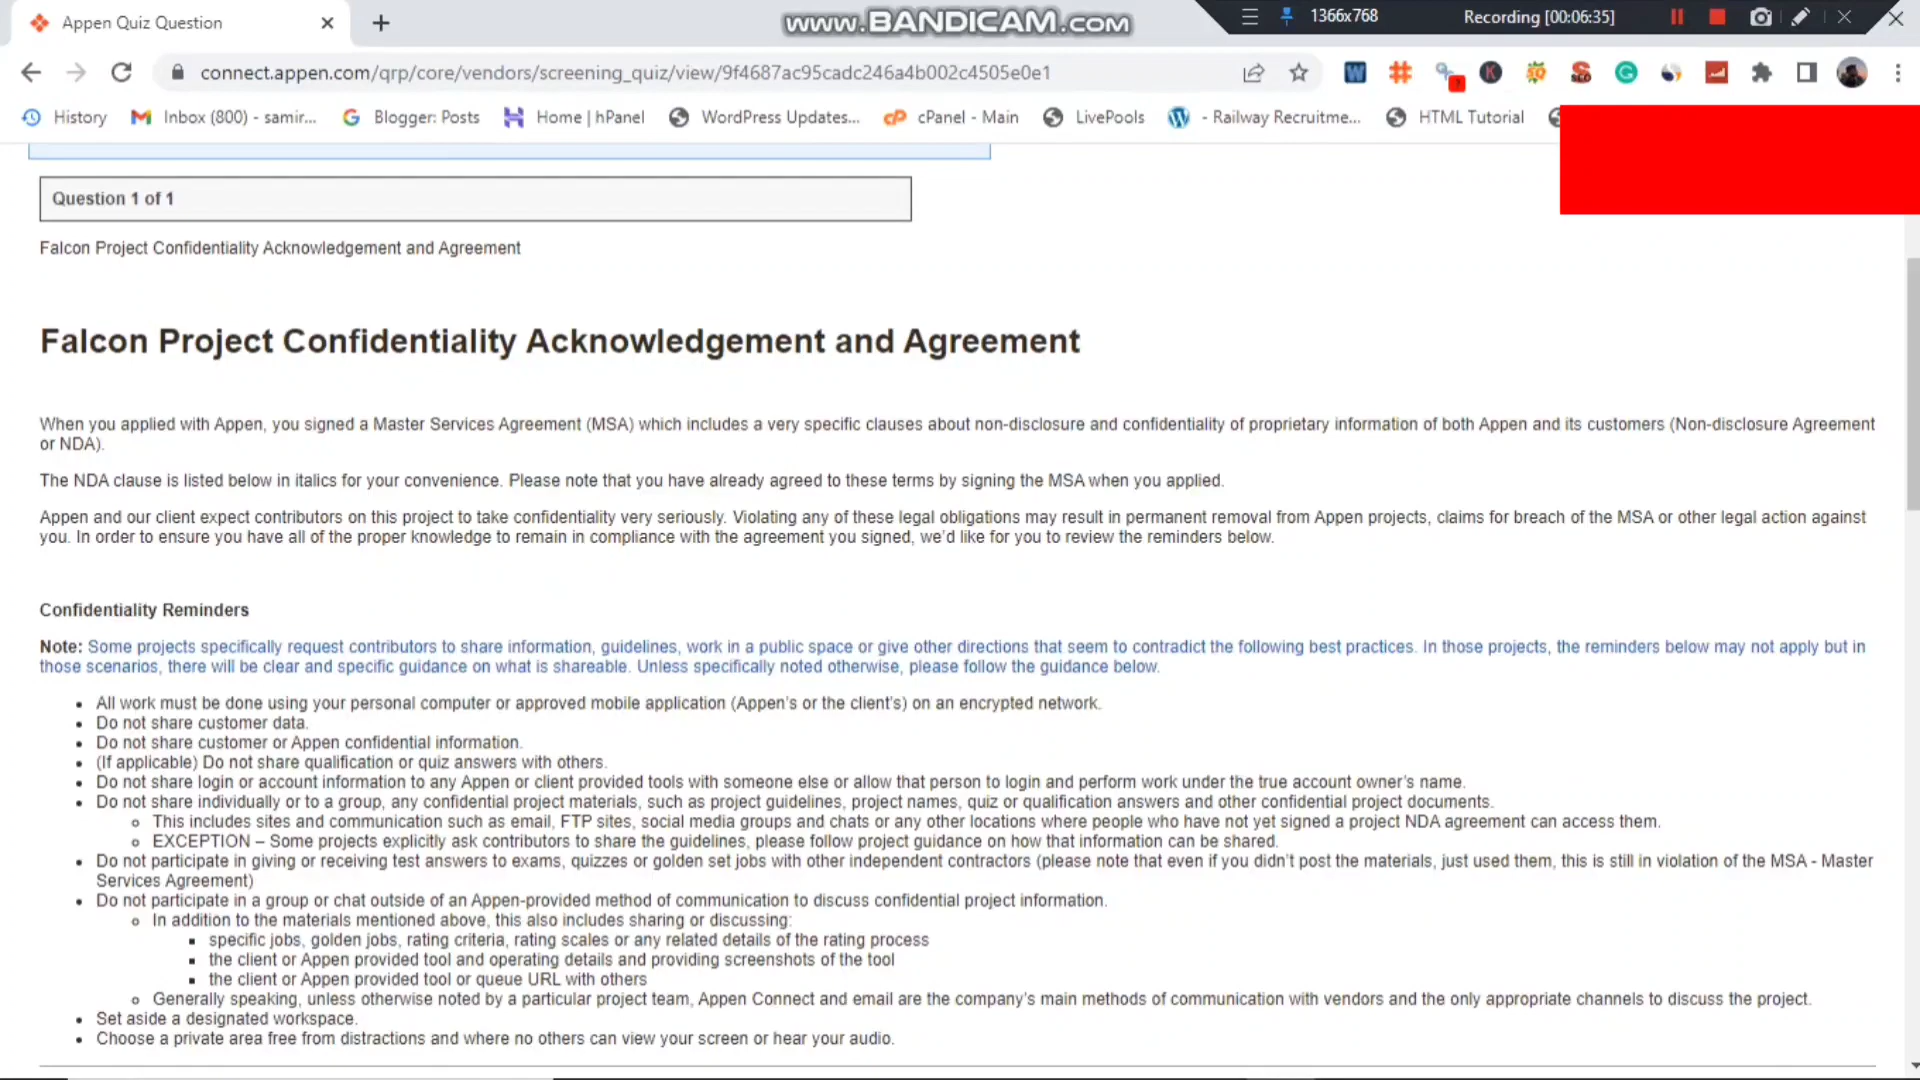 Appen Quiz Question
www.BANDICAM.com
1366x768
Recording [00:06:35]
connect.appen.com/qrp/core/vendors/screening_quiz/view/9f4687ac95cadc246a4b002c4505e0e1
History
Inbox (800) - samir...
Blogger: Posts
Home | hPanel
WordPress Updates...
cPanel - Main
LivePools
- Railway Recruitme...
HTML Tutorial
Question 1 of 1
Falcon Project Confidentiality Acknowledgement and Agreement
Falcon Project Confidentiality Acknowledgement and Agreement
When you applied with Appen, you signed a Master Services Agreement (MSA) which includes a very specific clauses about non-disclosure and confidentiality of proprietary information of both Appen and its customers (Non-disclosure Agreement
or NDA).
The NDA clause is listed below in italics for your convenience. Please note that you have already agreed to these terms by signing the MSA when you applied.
Appen and our client expect contributors on this project to take confidentiality very seriously. Violating any of these legal obligations may result in permanent removal from Appen projects, claims for breach of the MSA or other legal action against
you. In order to ensure you have all of the proper knowledge to remain in compliance with the agreement you signed, we'd like for you to review the reminders below.
Confidentiality Reminders
Note: Some projects specifically request contributors to share information, guidelines, work in a public space or give other directions that seem to contradict the following best practices. In those projects, the reminders below may not apply but in
those scenarios, there will be clear and specific guidance on what is shareable. Unless specifically noted otherwise, please follow the guidance below.
• All work must be done using your personal computer or approved mobile application (Appen's or the client's) on an encrypted network.
• Do not share customer data.
• Do not share customer or Appen confidential information.
• (If applicable) Do not share qualification or quiz answers with others.
• Do not share login or account information to any Appen or client provided tools with someone else or allow that person to login and perform work under the true account owner's name.
• Do not share individually or to a group, any confidential project materials, such as project guidelines, project names, quiz or qualification answers and other confidential project documents.
○ This includes sites and communication such as email, FTP sites, social media groups and chats or any other locations where people who have not yet signed a project NDA agreement can access them.
○ EXCEPTION – Some projects explicitly ask contributors to share the guidelines, please follow project guidance on how that information can be shared.
• Do not participate in giving or receiving test answers to exams, quizzes or golden set jobs with other independent contractors (please note that even if you didn't post the materials, just used them, this is still in violation of the MSA - Master
Services Agreement)
• Do not participate in a group or chat outside of an Appen-provided method of communication to discuss confidential project information.
○ In addition to the materials mentioned above, this also includes sharing or discussing:
▪ specific jobs, golden jobs, rating criteria, rating scales or any related details of the rating process
▪ the client or Appen provided tool and operating details and providing screenshots of the tool
▪ the client or Appen provided tool or queue URL with others
○ Generally speaking, unless otherwise noted by a particular project team, Appen Connect and email are the company's main methods of communication with vendors and the only appropriate channels to discuss the project.
• Set aside a designated workspace.
• Choose a private area free from distractions and where no others can view your screen or hear your audio.